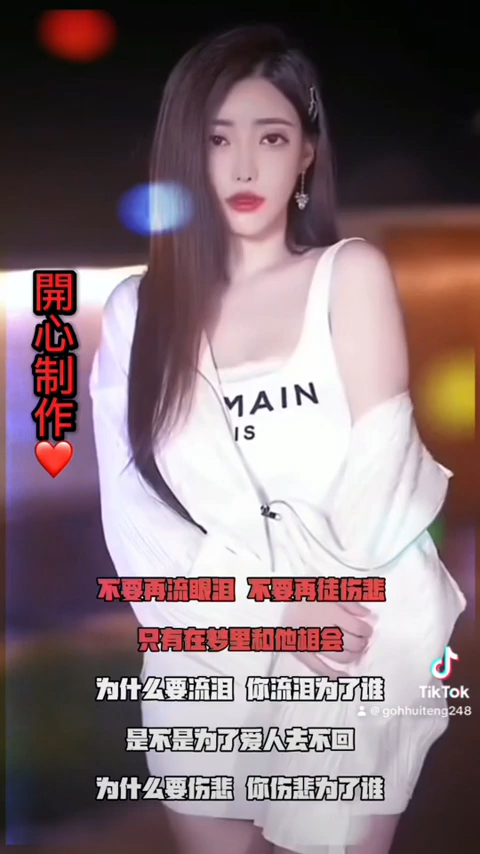 開心制作❤️
MAIN
IS
不要再流眼泪 不要再徒伤悲
只有在梦里和他相会
为什么要流泪 你流泪为了谁
是不是为了爱人去不回
为什么要伤悲 你伤悲为了谁
TikTok
@gohhuiteng248